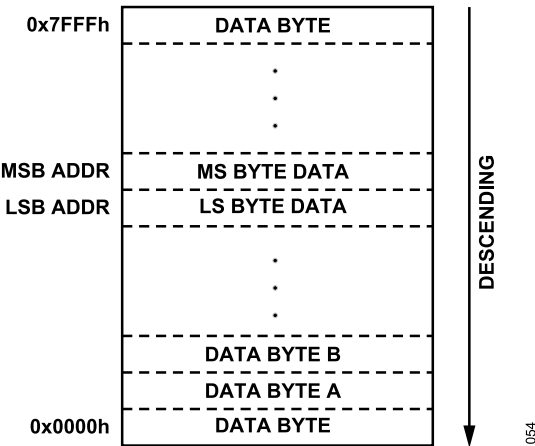 0x7FFFh DATA BYTE
MSB ADDR MS BYTE DATA
LSB ADDR LS BYTE DATA
DESCENDING
DATA BYTE B
DATA BYTE A
0x0000h DATA BYTE
054